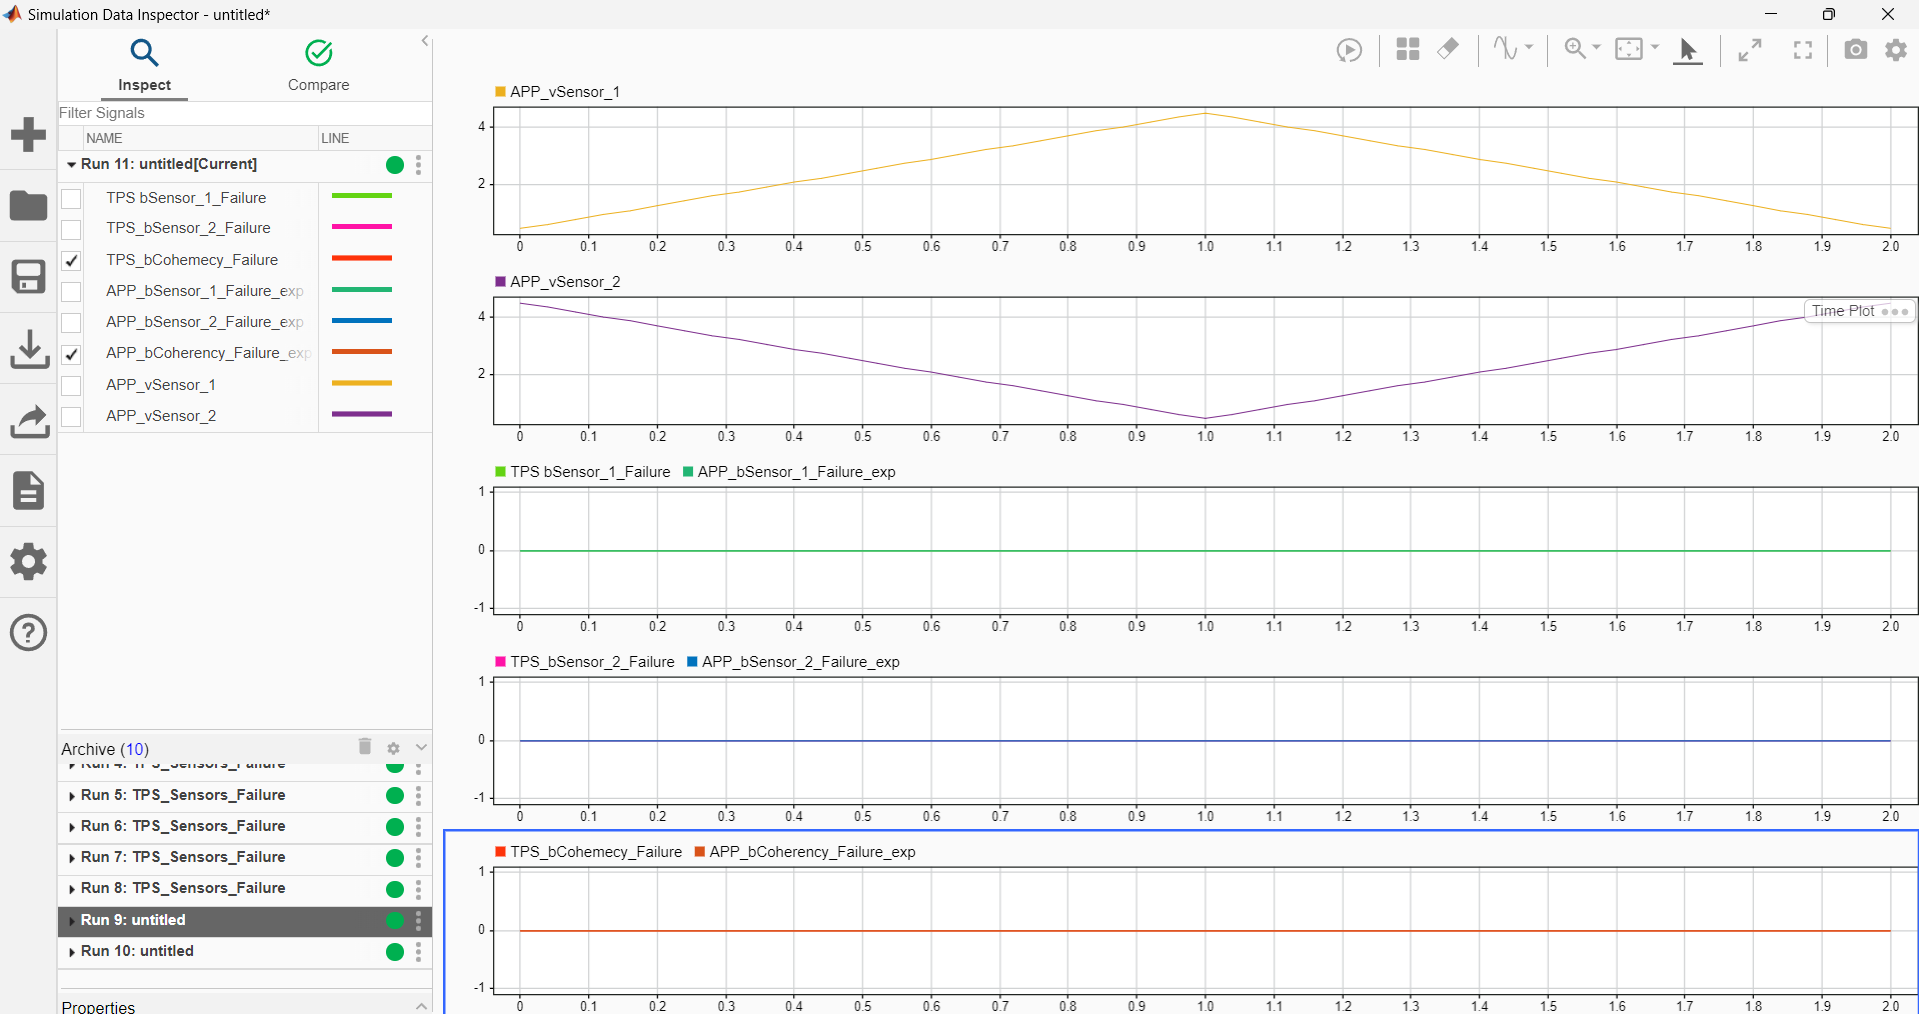 Simulation Data Inspector - untitled*
Inspect
Compare
Filter Signals
NAME LINE
Run 11: untitled[Current]
TPS bSensor_1_Failure
TPS_bSensor_2_Failure
TPS_bCohemecy_Failure
APP_bSensor_1_Failure_exp
APP_bSensor_2_Failure_exp
APP_bCoherency_Failure_exp
APP_vSensor_1
APP_vSensor_2
Archive (10)
Run 4: TPS_Sensors_Failure
Run 5: TPS_Sensors_Failure
Run 6: TPS_Sensors_Failure
Run 7: TPS_Sensors_Failure
Run 8: TPS_Sensors_Failure
Run 9: untitled
Run 10: untitled
Properties
APP_vSensor_1
4
2
0 0.1 0.2 0.3 0.4 0.5 0.6 0.7 0.8 0.9 1.0 1.1 1.2 1.3 1.4 1.5 1.6 1.7 1.8 1.9 2.0
APP_vSensor_2
Time Plot
4
2
0 0.1 0.2 0.3 0.4 0.5 0.6 0.7 0.8 0.9 1.0 1.1 1.2 1.3 1.4 1.5 1.6 1.7 1.8 1.9 2.0
TPS bSensor_1_Failure APP_bSensor_1_Failure_exp
1
0
-1
0 0.1 0.2 0.3 0.4 0.5 0.6 0.7 0.8 0.9 1.0 1.1 1.2 1.3 1.4 1.5 1.6 1.7 1.8 1.9 2.0
TPS_bSensor_2_Failure APP_bSensor_2_Failure_exp
1
0
-1
0 0.1 0.2 0.3 0.4 0.5 0.6 0.7 0.8 0.9 1.0 1.1 1.2 1.3 1.4 1.5 1.6 1.7 1.8 1.9 2.0
TPS_bCohemecy_Failure APP_bCoherency_Failure_exp
1
0
-1
0 0.1 0.2 0.3 0.4 0.5 0.6 0.7 0.8 0.9 1.0 1.1 1.2 1.3 1.4 1.5 1.6 1.7 1.8 1.9 2.0